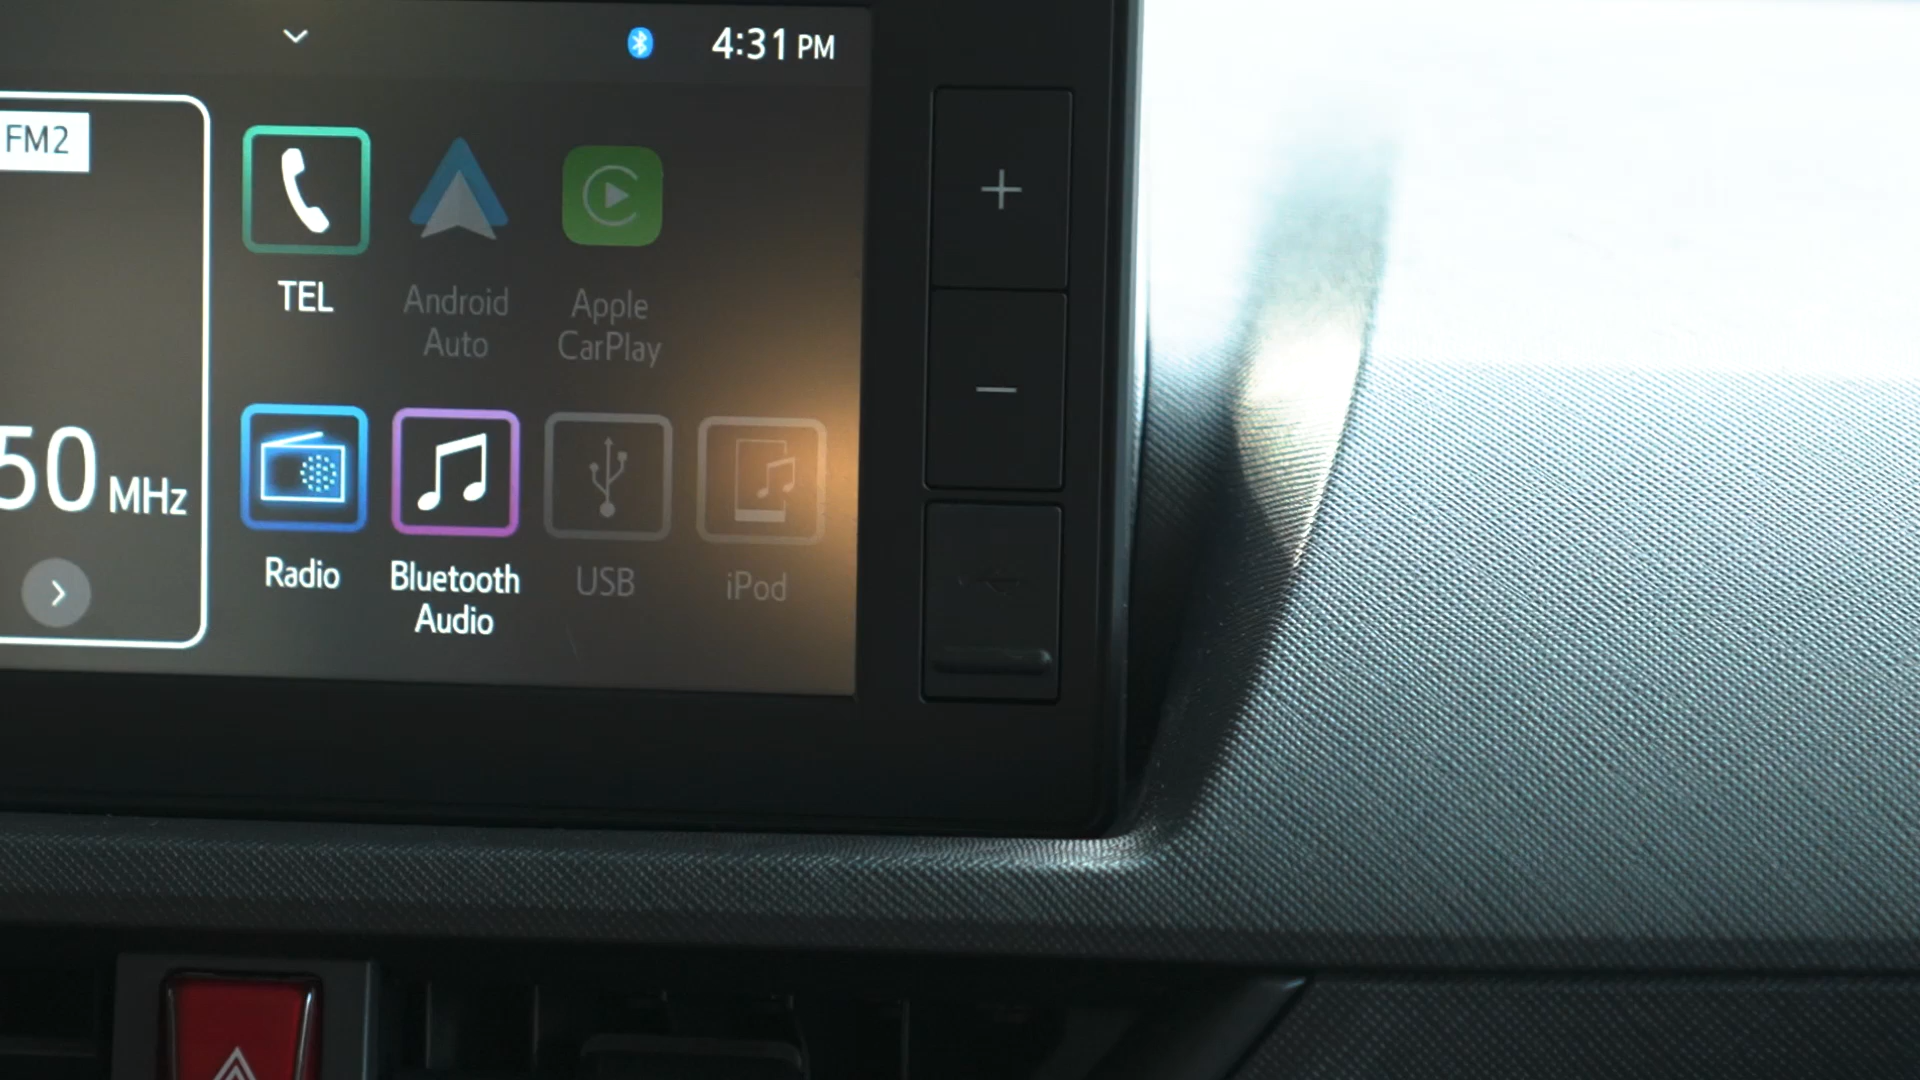 4:31 PM
FM2
TEL
Android
Auto
Apple
CarPlay
50 MHz
Radio
Bluetooth
Audio
USB
iPod